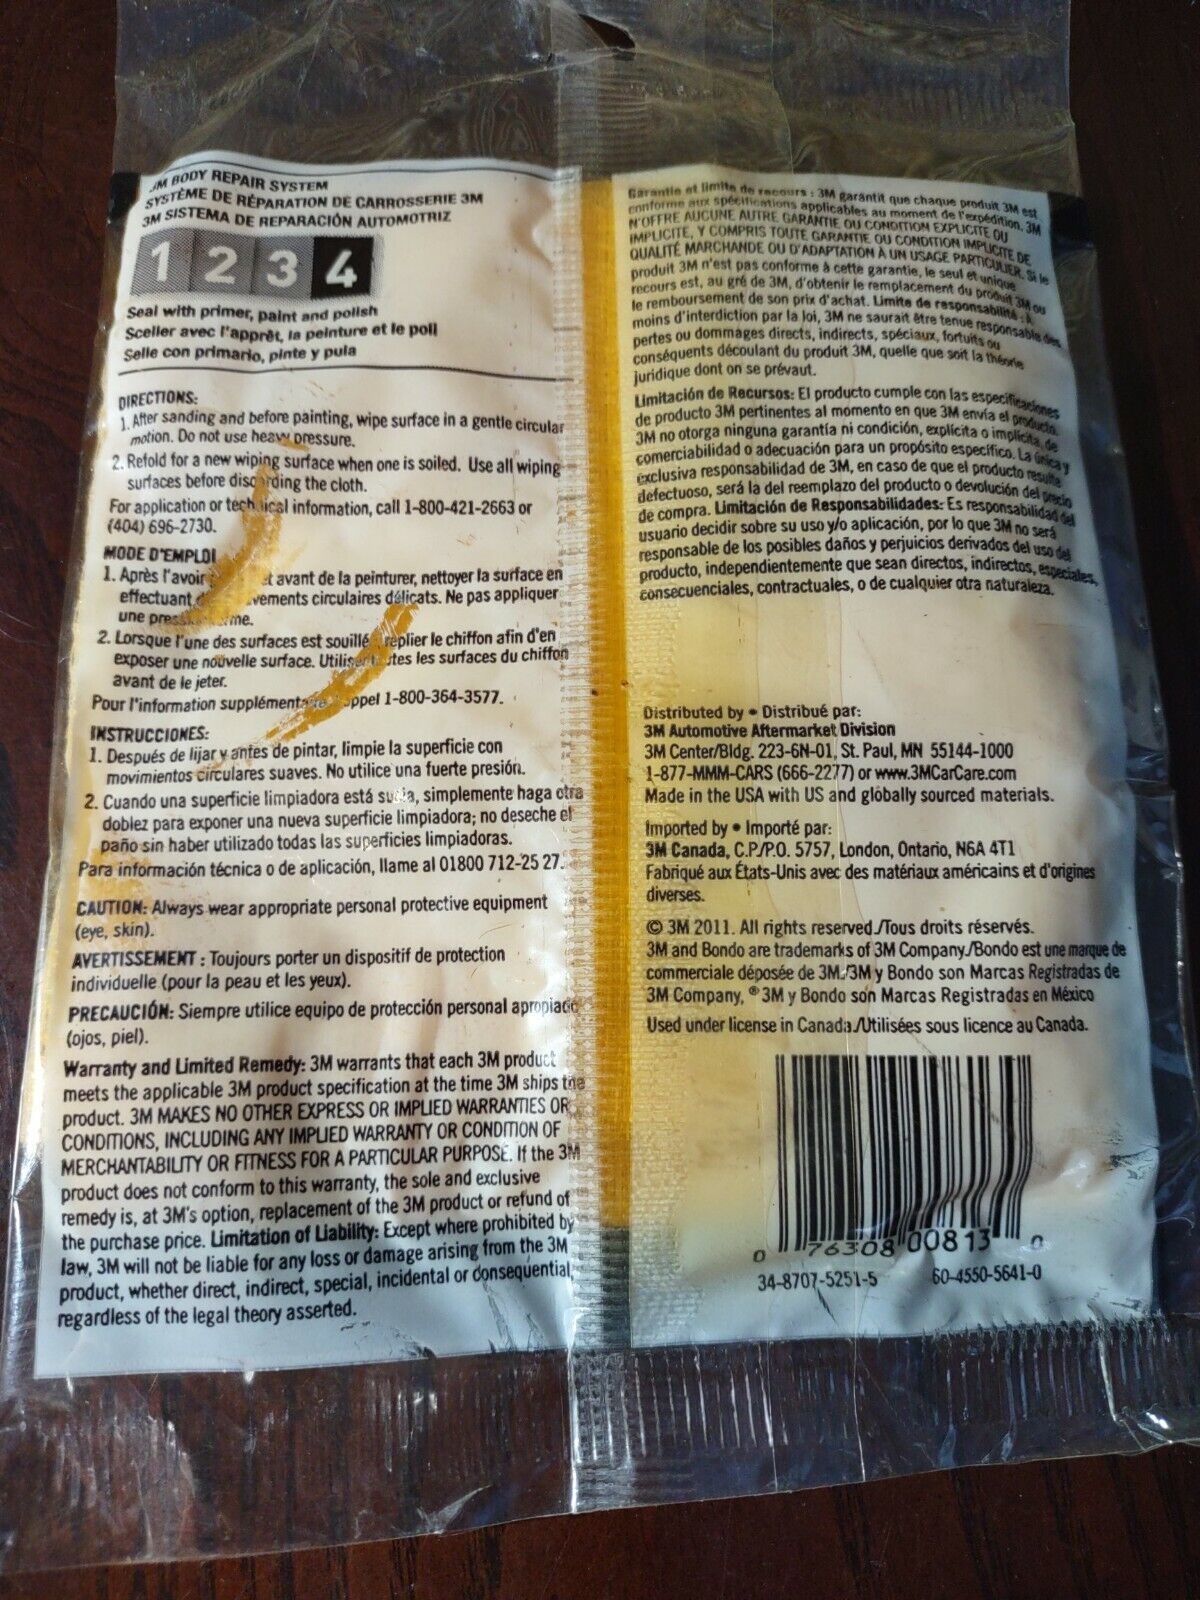 3M BODY REPAIR SYSTEM
SYSTÈME DE RÉPARATION DE CARROSSERIE 3M
3M SISTEMA DE REPARACIÓN AUTOMOTRIZ
1 2 3 4
Seal with primer, paint and polish
Sceller avec l'apprêt, la peinture et le poli
Selle con primario, pinte y pula
DIRECTIONS:
1. After sanding and before painting, wipe surface in a gentle circular
motion. Do not use heavy pressure.
2. Refold for a new wiping surface when one is soiled. Use all wiping
surfaces before discarding the cloth.
For application or technical information, call 1-800-421-2663 or
(404) 696-2730.
MODE D'EMPLOI
1. Après l'avoir et avant de la peinturer, nettoyer la surface en
effectuant mouvements circulaires délicats. Ne pas appliquer
une
2. Lorsque l'une des surfaces est souillé replier le chiffon afin d'en
exposer une nouvelle surface. Utiliser toutes les surfaces du chiffon
avant de le jeter.
Pour l'information supplémentaire appel 1-800-364-3577.
INSTRUCCIONES:
1. Después de lijar y antes de pintar, limpie la superficie con
movimientos circulares suaves. No utilice una fuerte presión.
2. Cuando una superficie limpiadora está sucia, simplemente haga otra
doblez para exponer una nueva superficie limpiadora; no deseche el
paño sin haber utilizado todas las superficies limpiadoras.
Para información técnica o de aplicación, llame al 01800 712-25 27.
CAUTION: Always wear appropriate personal protective equipment
(eye, skin).
AVERTISSEMENT : Toujours porter un dispositif de protection
individuelle (pour la peau et les yeux).
PRECAUCIÓN: Siempre utilice equipo de protección personal apropiado
(ojos, piel).
Warranty and Limited Remedy: 3M warrants that each 3M product
meets the applicable 3M product specification at the time 3M ships the
product. 3M MAKES NO OTHER EXPRESS OR IMPLIED WARRANTIES OR
CONDITIONS, INCLUDING ANY IMPLIED WARRANTY OR CONDITION OF
MERCHANTABILITY OR FITNESS FOR A PARTICULAR PURPOSE. If the 3M
product does not conform to this warranty, the sole and exclusive
remedy is, at 3M's option, replacement of the 3M product or refund of
the purchase price. Limitation of Liability: Except where prohibited by
law, 3M will not be liable for any loss or damage arising from the 3M
product, whether direct, indirect, special, incidental or consequential,
regardless of the legal theory asserted.
Garantie et limite de recours : 3M garantit que chaque produit 3M est
conforme aux spécifications applicables au moment de l'expédition. 3M
N'OFFRE AUCUNE AUTRE GARANTIE OU CONDITION EXPLICITE OU
IMPLICITE, Y COMPRIS TOUTE GARANTIE OU CONDITION IMPLICITE DE
QUALITÉ MARCHANDE OU D'ADAPTATION À UN USAGE PARTICULIER. Si le
produit 3M n'est pas conforme à cette garantie, le seul et unique
recours est, au gré de 3M, d'obtenir le remplacement du produit 3M ou
le remboursement de son prix d'achat. Limite de responsabilité : À
moins d'interdiction par la loi, 3M ne saurait être tenue responsable des
pertes ou dommages directs, indirects, spéciaux, fortuits ou
conséquents découlant du produit 3M, quelle que soit la théorie
juridique dont on se prévaut.
Limitación de Recursos: El producto cumple con las especificaciones
de producto 3M pertinentes al momento en que 3M envía el producto.
3M no otorga ninguna garantía ni condición, explícita o implícita, de
comerciabilidad o adecuación para un propósito específico. La única y
exclusiva responsabilidad de 3M, en caso de que el producto resulte
defectuoso, será la del reemplazo del producto o devolución del precio
de compra. Limitación de Responsabilidades: Es responsabilidad del
usuario decidir sobre su uso y/o aplicación, por lo que 3M no será
responsable de los posibles daños y perjuicios derivados del uso del
producto, independientemente que sean directos, indirectos, especiales,
consecuenciales, contractuales, o de cualquier otra naturaleza.
Distributed by • Distribué par:
3M Automotive Aftermarket Division
3M Center/Bldg. 223-6N-01, St. Paul, MN 55144-1000
1-877-MMM-CARS (666-2277) or www.3MCarCare.com
Made in the USA with US and globally sourced materials.
Imported by • Importé par:
3M Canada, C.P./P.O. 5757, London, Ontario, N6A 4T1
Fabriqué aux États-Unis avec des matériaux américains et d'origines
diverses.
© 3M 2011. All rights reserved./Tous droits réservés.
3M and Bondo are trademarks of 3M Company./Bondo est une marque de
commerciale déposée de 3M./3M y Bondo son Marcas Registradas de
3M Company, ® 3M y Bondo son Marcas Registradas en México
Used under license in Canada./Utilisées sous licence au Canada.
0 76308 00813 0
34-8707-5251-5 60-4550-5641-0